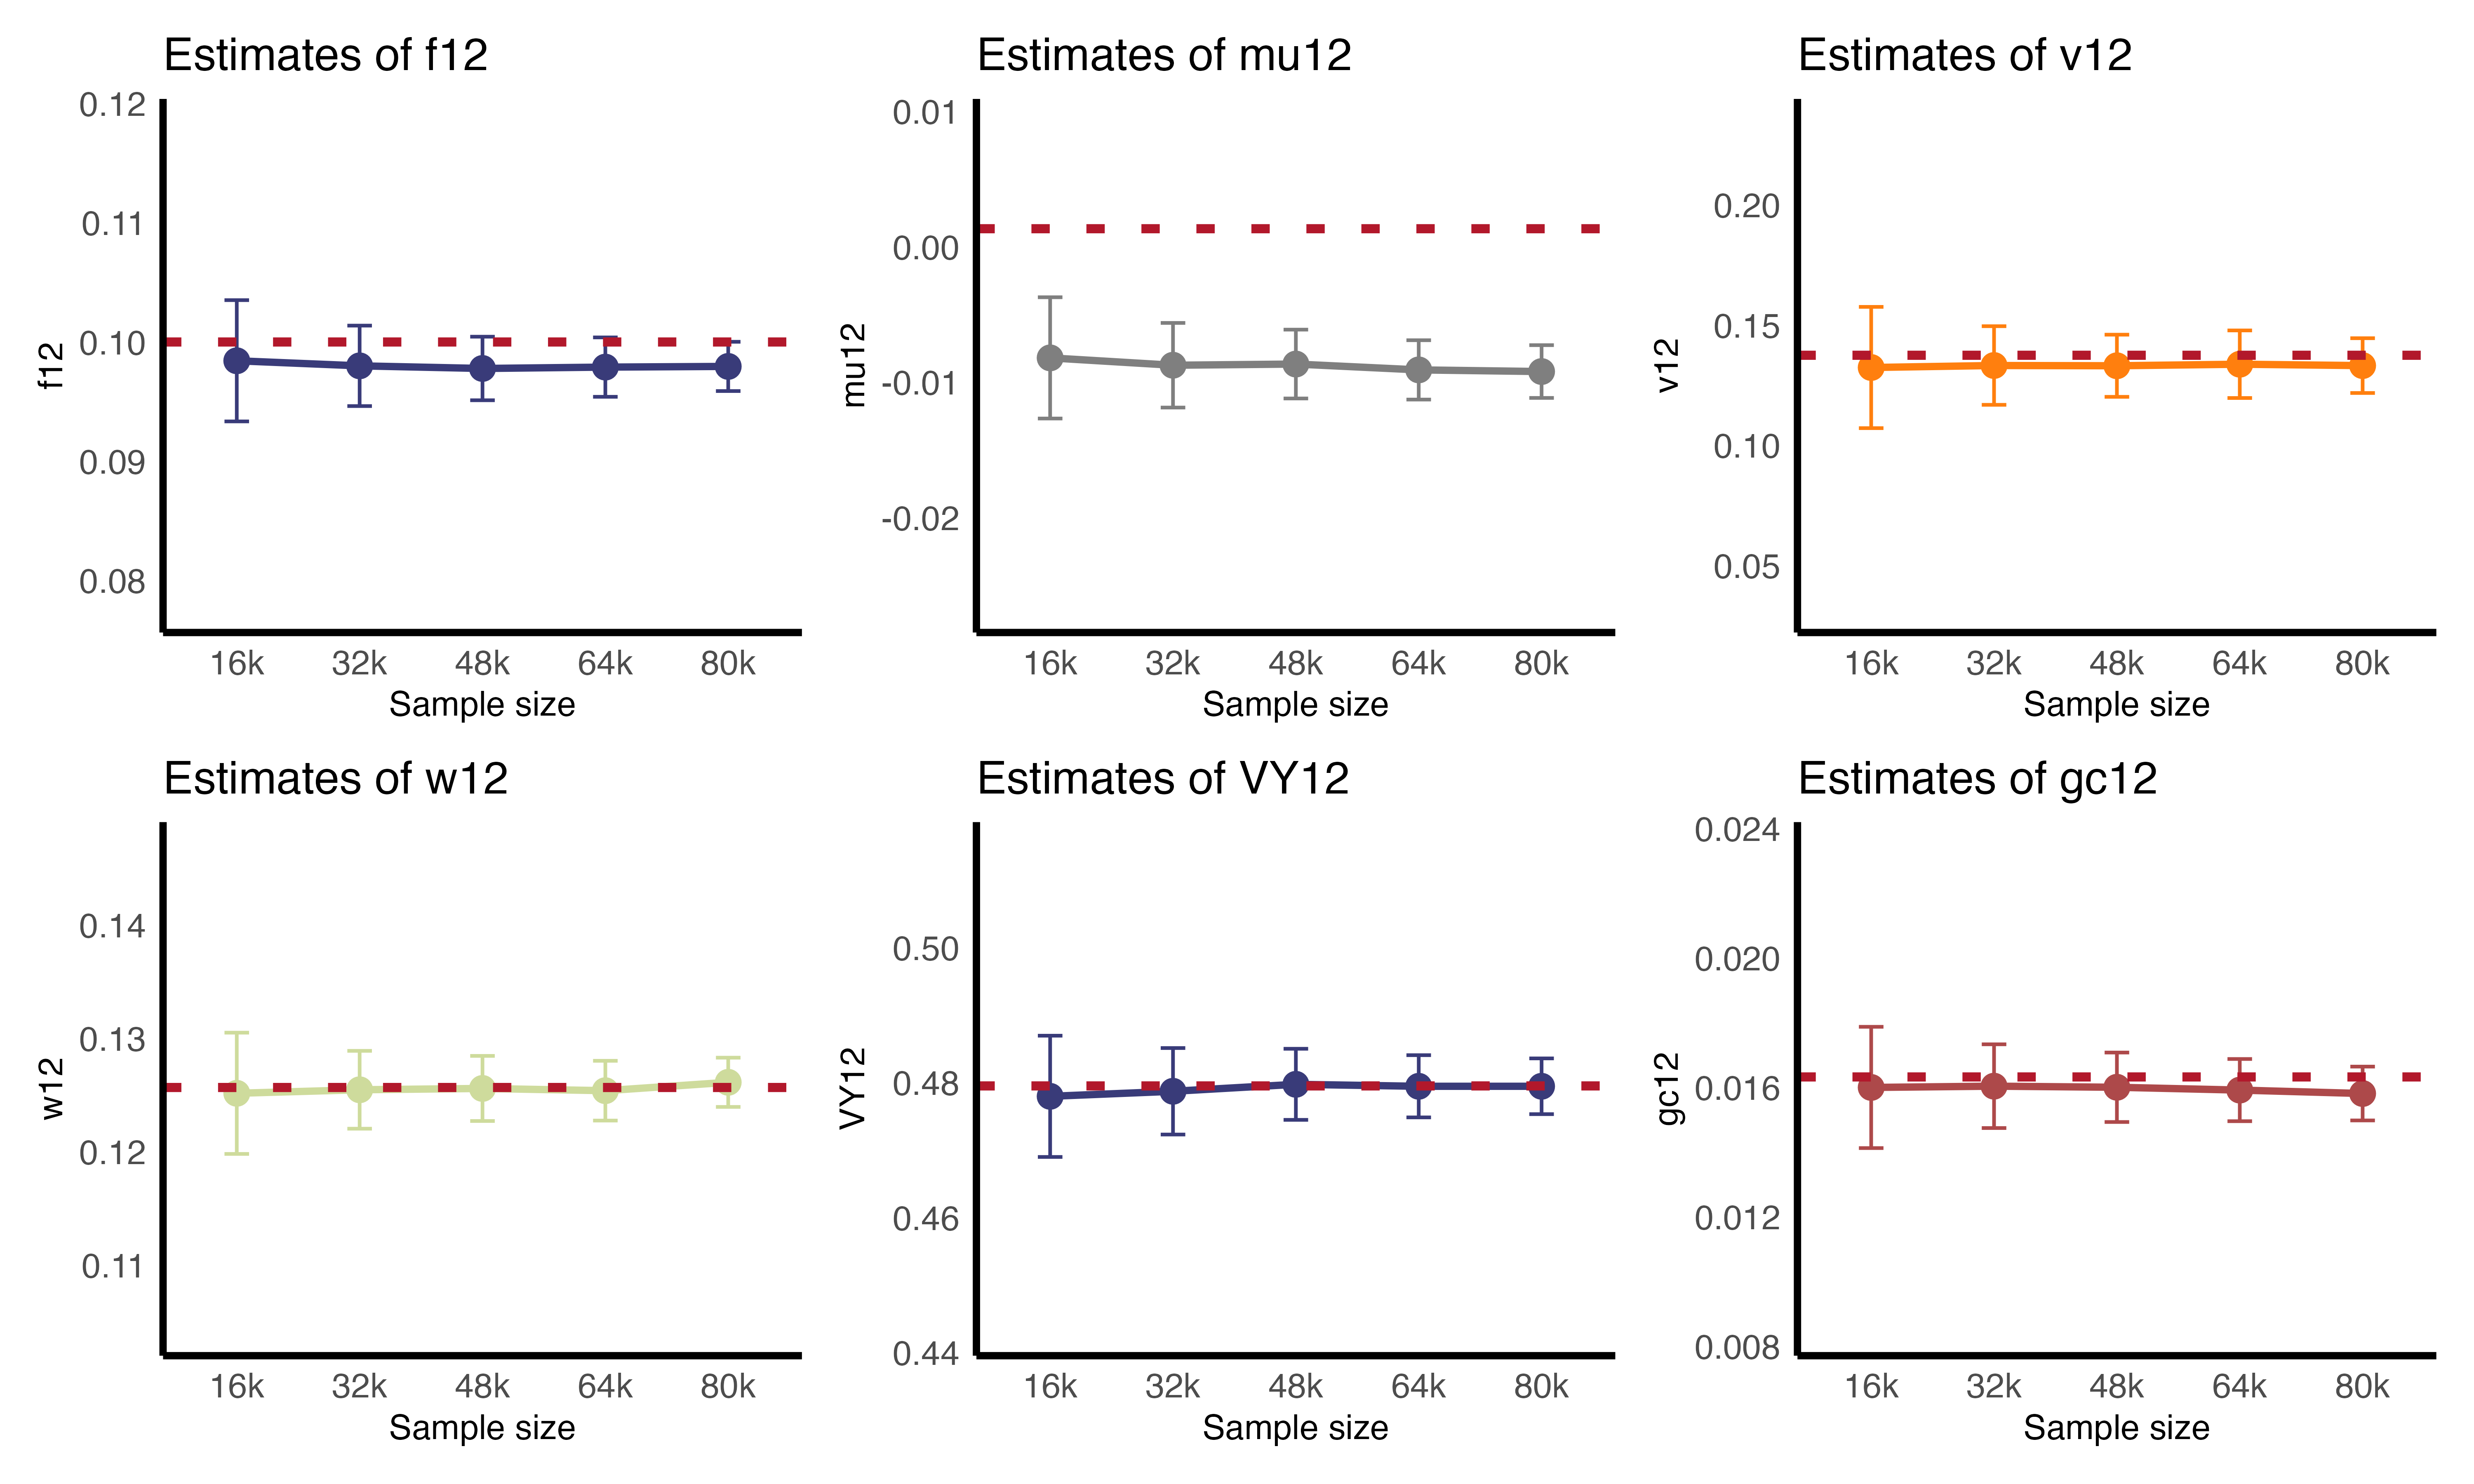 Estimates of f12
0.12
0.11
0.10
0.09
0.08
f12
16k 32k 48k 64k 80k
Sample size
Estimates of mu12
0.01
0.00
-0.01
-0.02
mu12
16k 32k 48k 64k 80k
Sample size
Estimates of v12
0.20
0.15
0.10
0.05
v12
16k 32k 48k 64k 80k
Sample size
Estimates of w12
0.14
0.13
0.12
0.11
w12
16k 32k 48k 64k 80k
Sample size
Estimates of VY12
0.50
0.48
0.46
0.44
VY12
16k 32k 48k 64k 80k
Sample size
Estimates of gc12
0.024
0.020
0.016
0.012
0.008
gc12
16k 32k 48k 64k 80k
Sample size